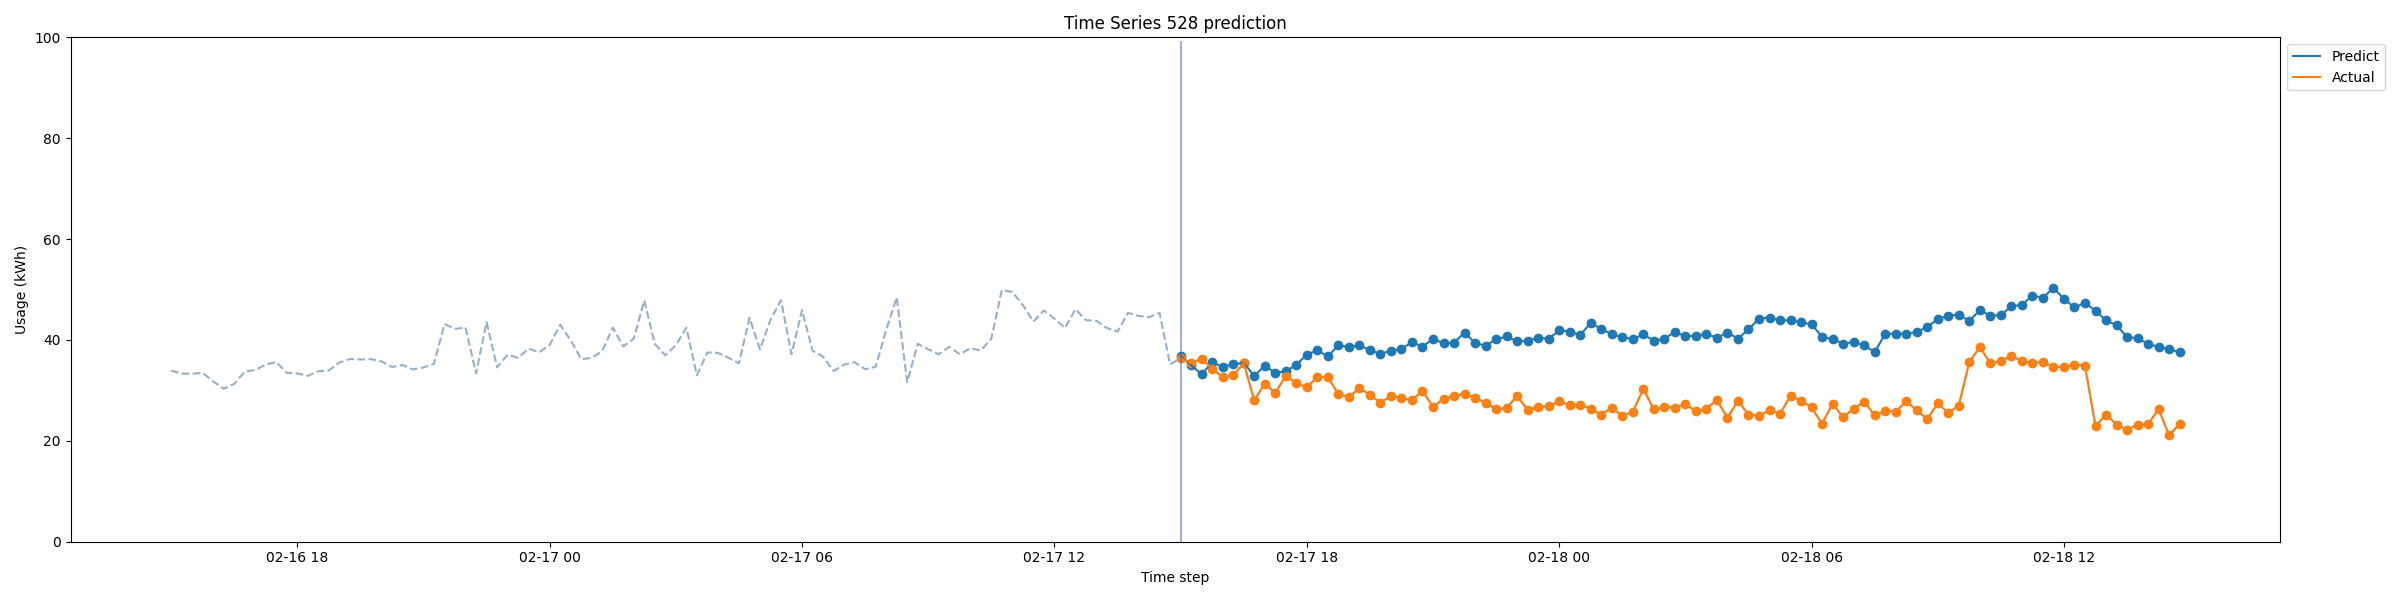 Time Series 528 prediction
Predict
Actual
Usage (kWh)
100
80
60
40
20
0
02-16 18
02-17 00
02-17 06
02-17 12
02-17 18
02-18 00
02-18 06
02-18 12
Time step